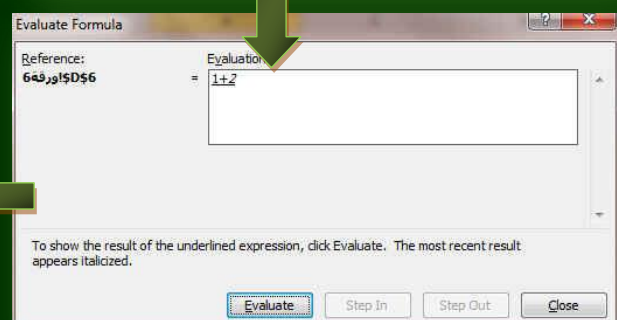 Evaluate Formula
Reference:
Evaluation
ورقة6!$D$6
=
1+2
To show the result of the underlined expression, click Evaluate. The most recent result
appears italicized.
Evaluate
Step In
Step Out
Close